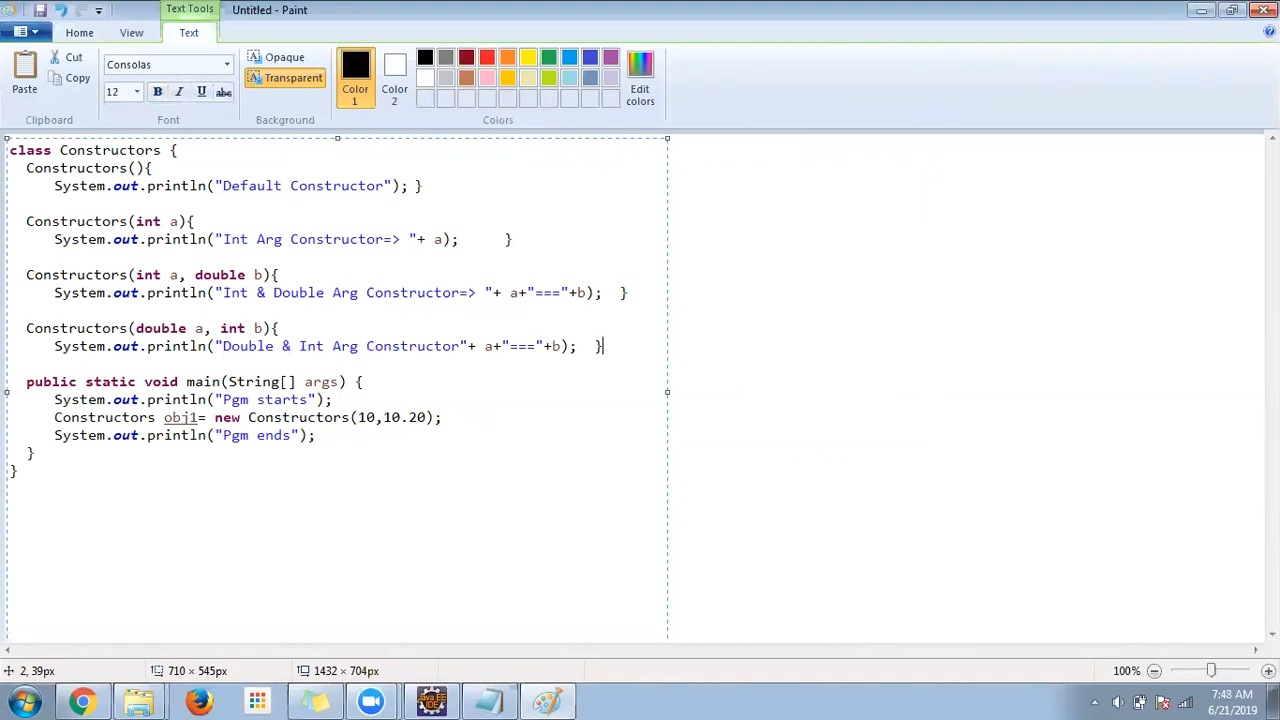 Text Tools
Untitled - Paint
Home
View
Text
Paste
Cut
Copy
Clipboard
Consolas
12
B
I
U
abc
Font
Opaque
Transparent
Background
Color
1
Color
2
Edit
colors
Colors
class Constructors {
Constructors(){
System.out.println("Default Constructor"); }
Constructors(int a){
System.out.println("Int Arg Constructor=> "+ a); }
Constructors(int a, double b){
System.out.println("Int & Double Arg Constructor=> "+ a+"==="+b); }
Constructors(double a, int b){
System.out.println("Double & Int Arg Constructor"+ a+"==="+b); }
public static void main(String[] args) {
System.out.println("Pgm starts");
Constructors obj1= new Constructors(10,10.20);
System.out.println("Pgm ends");
}
}
2, 39px
710 × 545px
1432 × 704px
100%
Java EE
IDE
7:48 AM
6/21/2019